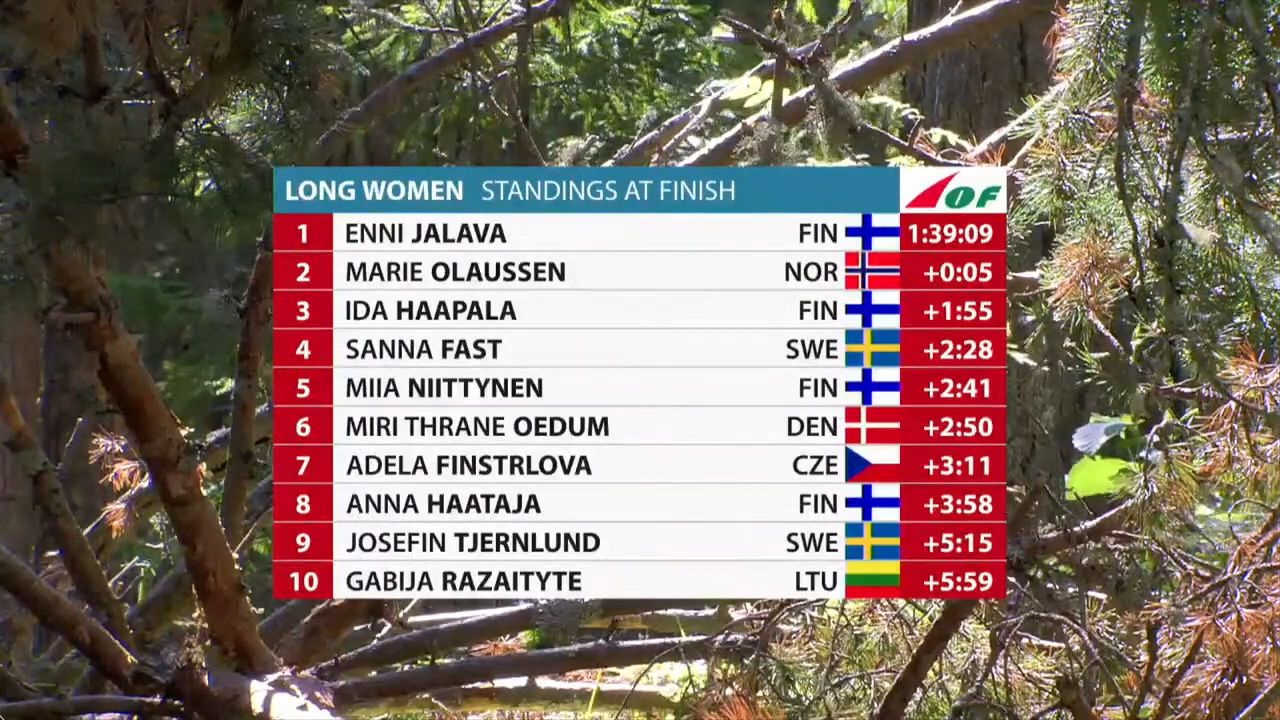 LONG WOMEN STANDINGS AT FINISH IOF
1 ENNI JALAVA FIN 1:39:09
2 MARIE OLAUSSEN NOR +0:05
3 IDA HAAPALA FIN +1:55
4 SANNA FAST SWE +2:28
5 MIIA NIITTYNEN FIN +2:41
6 MIRI THRANE OEDUM DEN +2:50
7 ADELA FINSTRLOVA CZE +3:11
8 ANNA HAATAJA FIN +3:58
9 JOSEFIN TJERNLUND SWE +5:15
10 GABIJA RAZAITYTE LTU +5:59